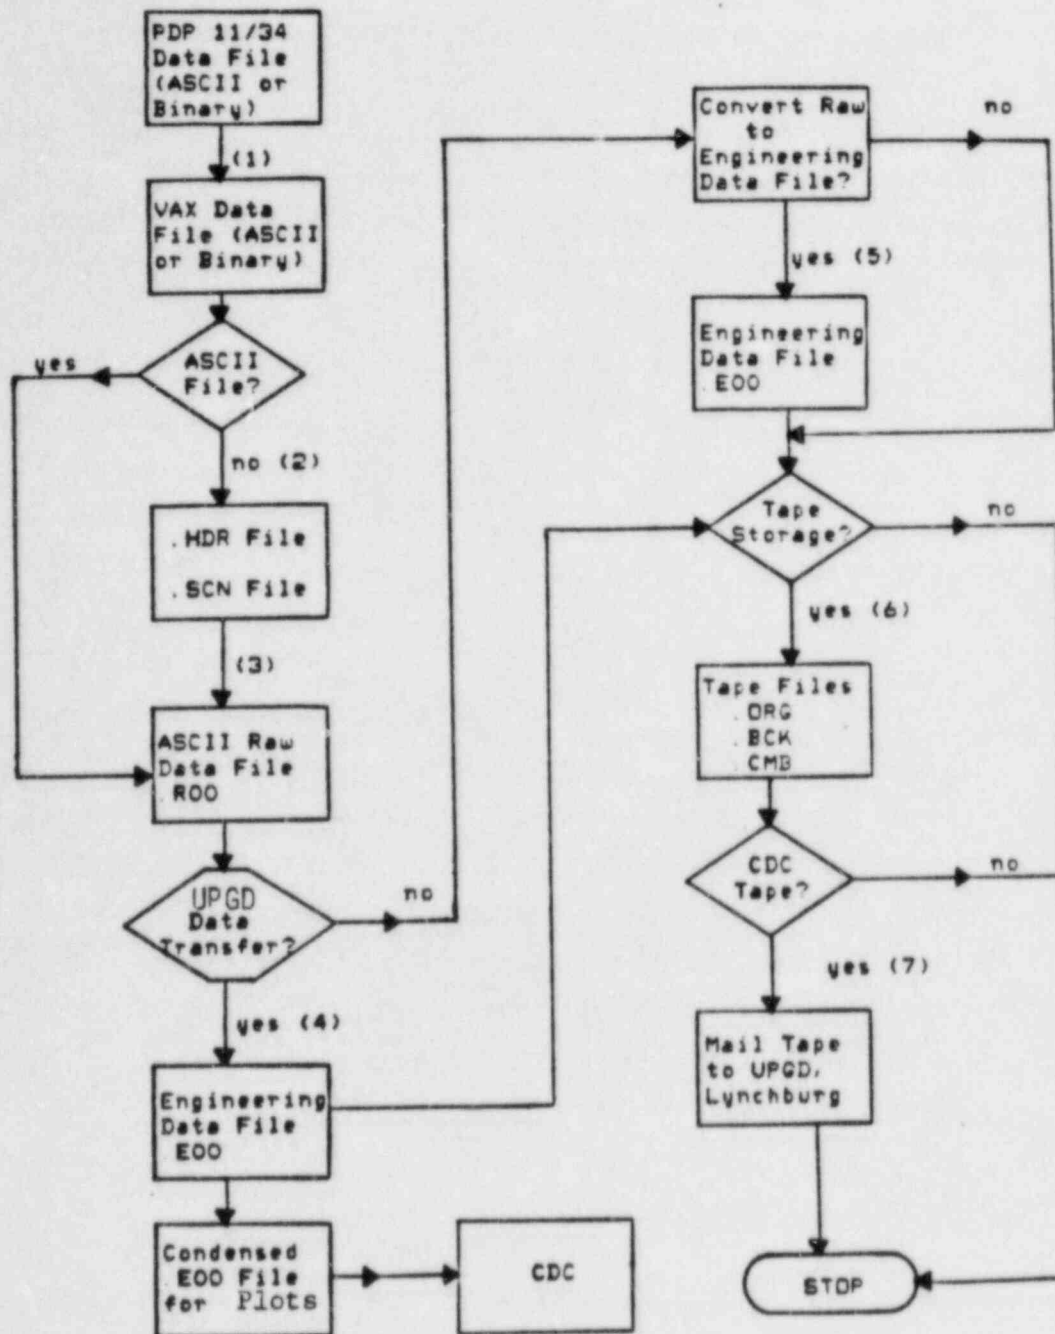 PDP 11/34
Data File
(ASCII or
Binary)
(1)
VAX Data
File (ASCII
or Binary)
ASCII
File?
yes
no (2)
.HDR File
.SCN File
(3)
ASCII Raw
Data File
.R00
UPGD
Data
Transfer?
no
yes (4)
Engineering
Data File
.E00
Condensed
.E00 File
for Plots
CDC
Convert Raw
to
Engineering
Data File?
no
yes (5)
Engineering
Data File
.E00
Tape
Storage?
no
yes (6)
Tape Files
.ORG
.BCK
.CMB
CDC
Tape?
no
yes (7)
Mail Tape
to UPGD,
Lynchburg
STOP